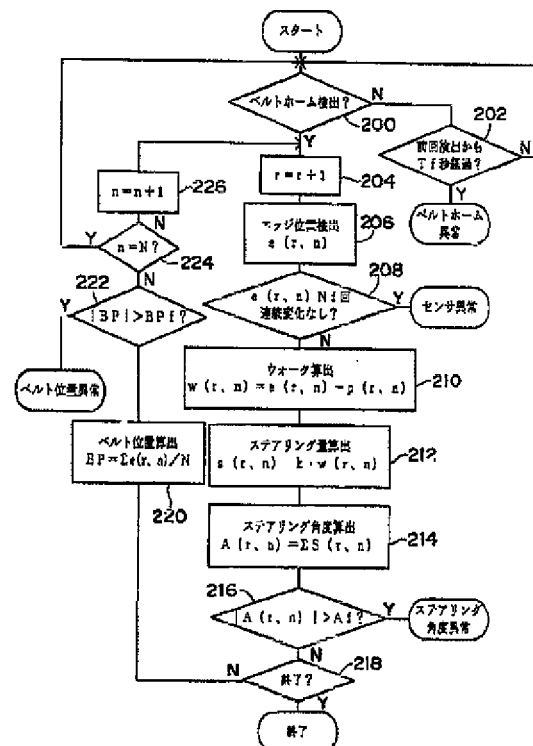 スタート
ベルトホーム検出?
N
200
Y
202
前回検出から
Tf秒経過?
N
Y
ベルトホーム
異常
n=n+1
226
r=r+1
204
N
エッジ位置検出
e(r、n)
206
Y
n=N?
224
N
222
Y
|BP|>BPf?
ベルト位置異常
208
e(r、n)Nf回
連続変化なし?
Y
センサ異常
N
ウォーク算出
w(r、n)=e(r、n)-p(r、n)
210
ステアリング量算出
s(r、n) k・w(r、n)
212
ベルト位置算出
BP=Σe(r、n)/N
220
ステアリング角度算出
A(r、n)=ΣS(r、n)
214
216
|A(r、n)|>Af?
Y
ステアリング
角度異常
N
N
終了?
218
Y
終了